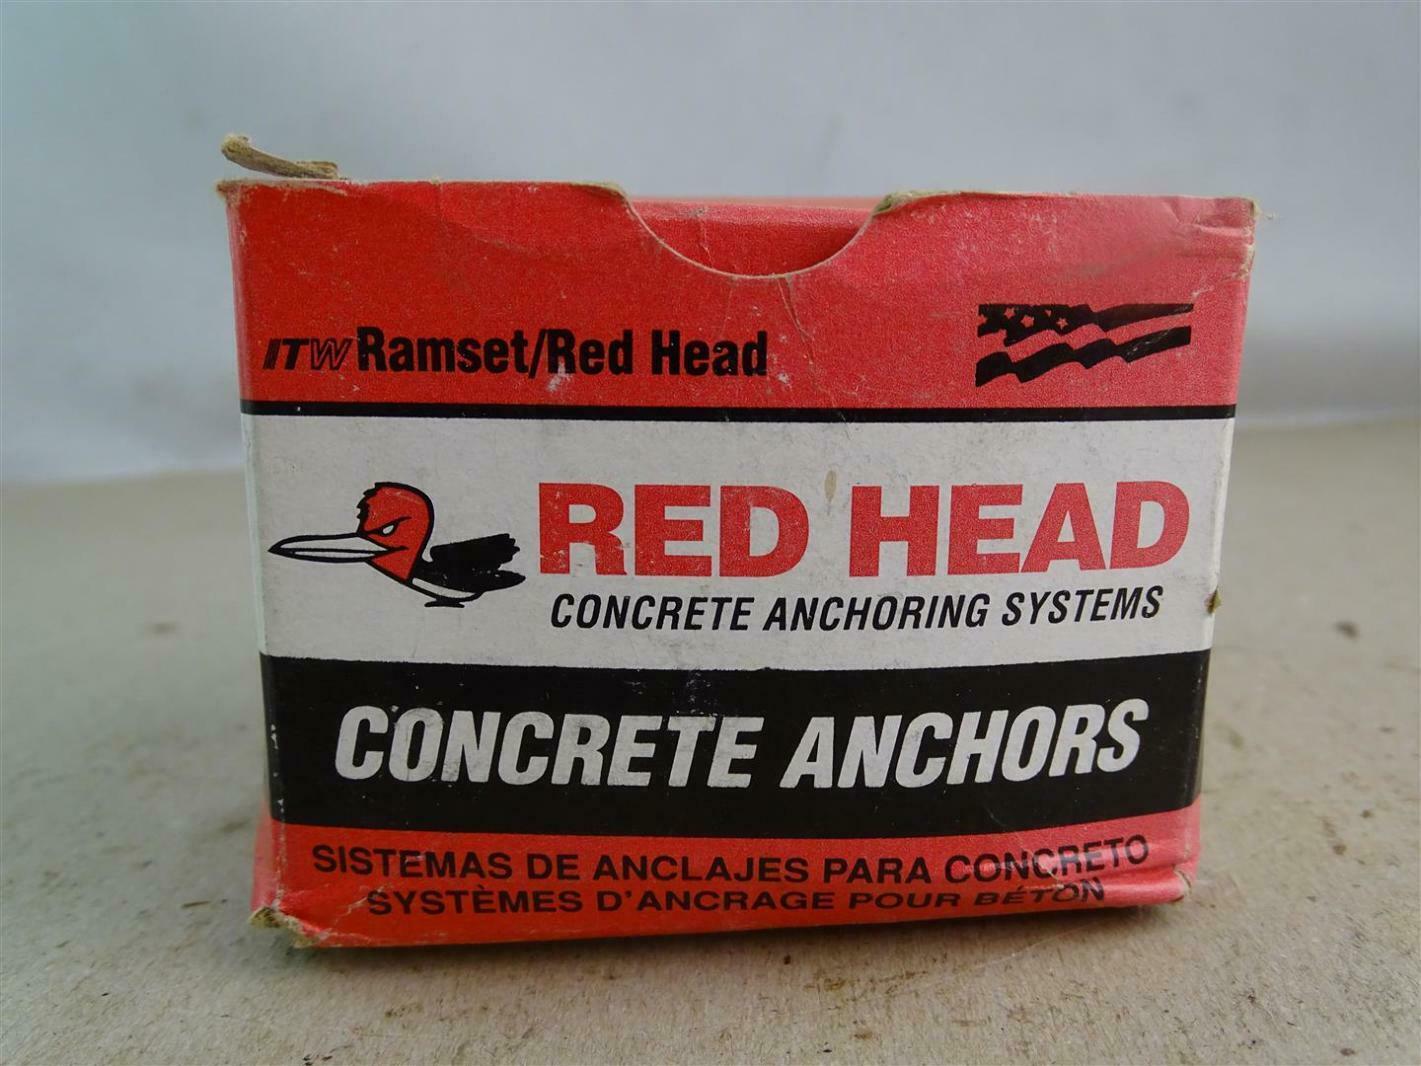 ITW Ramset/Red Head
RED HEAD
CONCRETE ANCHORING SYSTEMS
CONCRETE ANCHORS
SISTEMAS DE ANCLAJES PARA CONCRETO
SYSTÈMES D'ANCRAGE POUR BÉTON